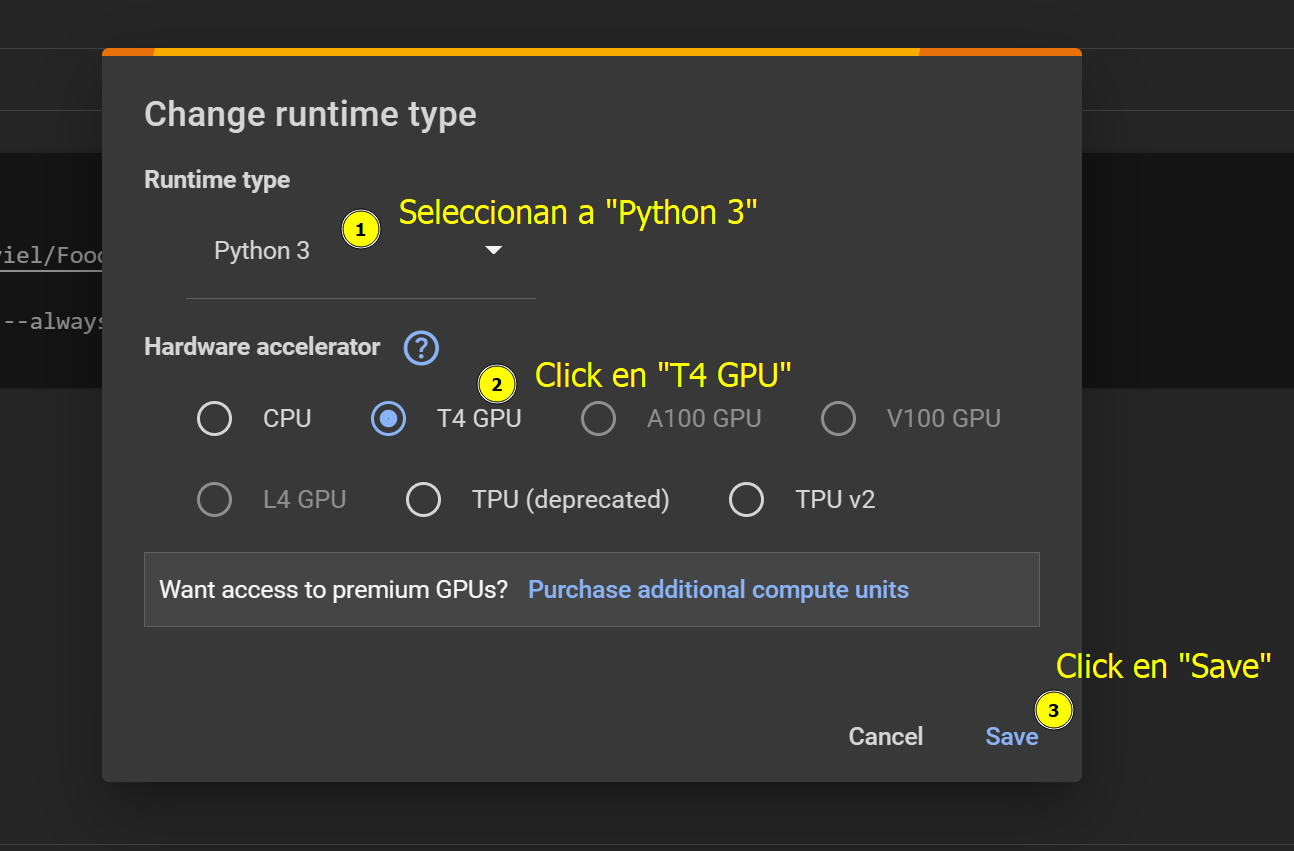 Change runtime type
Runtime type
1 Seleccionan a "Python 3"
Python 3
viel/Food
--always
Hardware accelerator ?
2 Click en "T4 GPU"
CPU T4 GPU A100 GPU V100 GPU
L4 GPU TPU (deprecated) TPU v2
Want access to premium GPUs? Purchase additional compute units
Click en "Save"
3
Cancel Save